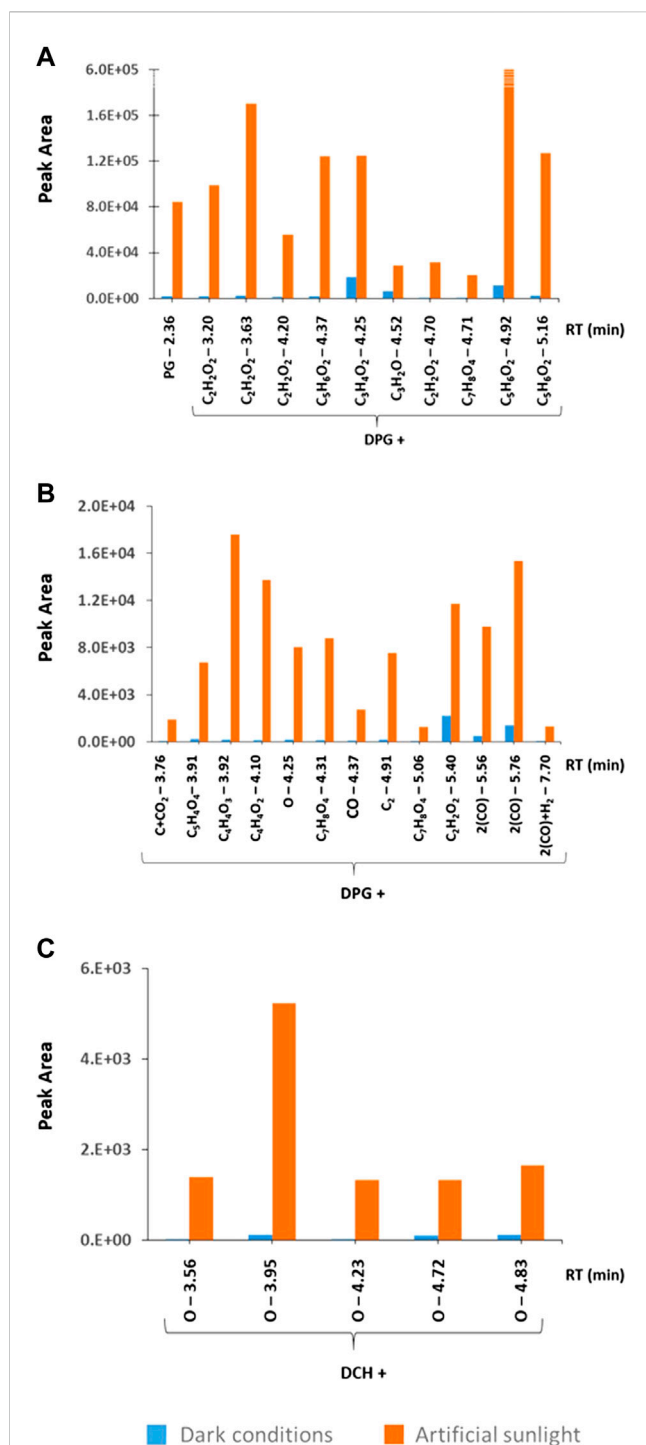 A
6.0E+05
1.6E+05
1.2E+05
8.0E+04
4.0E+04
0.0E+00
Peak Area
PG – 2.36
C₂H₂O₂ – 3.20
C₂H₂O₂ – 3.63
C₂H₂O₂ – 4.20
C₅H₆O₂ – 4.37
C₃H₄O₂ – 4.25
C₃H₂O – 4.52
C₂H₂O₂ – 4.70
C₇H₈O₄ – 4.71
C₅H₆O₂ – 4.92
C₅H₆O₂ – 5.16
RT (min)
DPG +
B
2.0E+04
1.6E+04
1.2E+04
8.0E+03
4.0E+03
0.0E+00
Peak Area
C+CO₂ – 3.76
C₅H₄O₄ – 3.91
C₄H₄O₃ – 3.92
C₄H₄O₂ – 4.10
O – 4.25
C₇H₈O₄ – 4.31
CO – 4.37
C₂ – 4.91
C₇H₈O₄ – 5.06
C₂H₂O₂ – 5.40
2(CO) – 5.56
2(CO) – 5.76
2(CO)+H₂ – 7.70
RT (min)
DPG +
C
6.E+03
4.E+03
2.E+03
0.E+00
Peak Area
O – 3.56
O – 3.95
O – 4.23
O – 4.72
O – 4.83
RT (min)
DCH +
Dark conditions Artificial sunlight